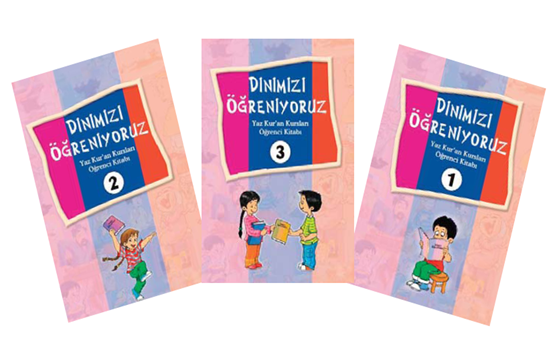 DİNİMİZİ
ÖĞRENİYORUZ
Yaz Kur'an Kursları
Öğrenci Kitabı
2
DİNİMİZİ
ÖĞRENİYORUZ
Yaz Kur'an Kursları
Öğrenci Kitabı
3
DİNİMİZİ
ÖĞRENİYORUZ
Yaz Kur'an Kursları
Öğrenci Kitabı
1